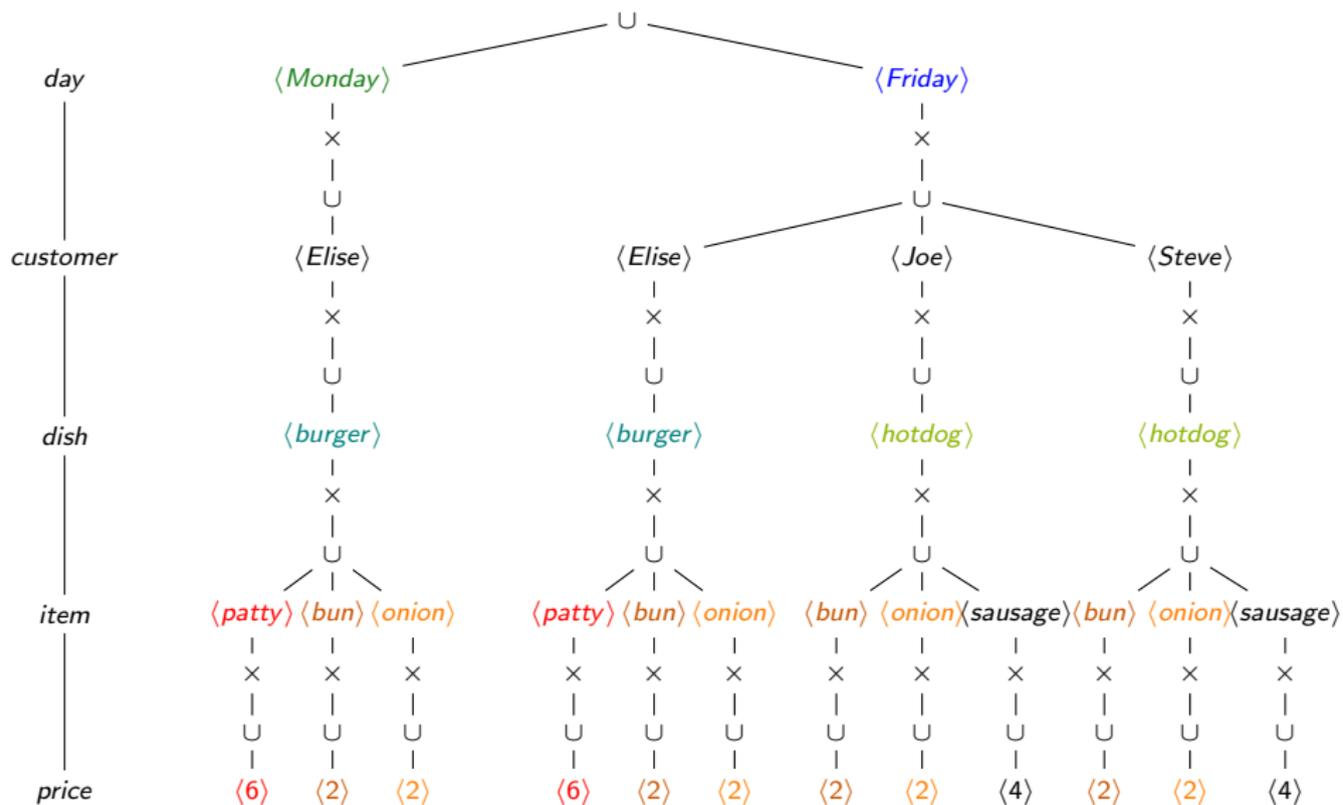 ∪
day ⟨Monday⟩ ⟨Friday⟩
× ×
∪ ∪
customer ⟨Elise⟩ ⟨Elise⟩ ⟨Joe⟩ ⟨Steve⟩
× × × ×
∪ ∪ ∪ ∪
dish ⟨burger⟩ ⟨burger⟩ ⟨hotdog⟩ ⟨hotdog⟩
× × × ×
∪ ∪ ∪ ∪
item ⟨patty⟩ ⟨bun⟩ ⟨onion⟩ ⟨patty⟩ ⟨bun⟩ ⟨onion⟩ ⟨bun⟩ ⟨onion⟩ ⟨sausage⟩ ⟨bun⟩ ⟨onion⟩ ⟨sausage⟩
× × × × × × × × × × × ×
∪ ∪ ∪ ∪ ∪ ∪ ∪ ∪ ∪ ∪ ∪ ∪
price ⟨6⟩ ⟨2⟩ ⟨2⟩ ⟨6⟩ ⟨2⟩ ⟨2⟩ ⟨2⟩ ⟨2⟩ ⟨4⟩ ⟨2⟩ ⟨2⟩ ⟨4⟩